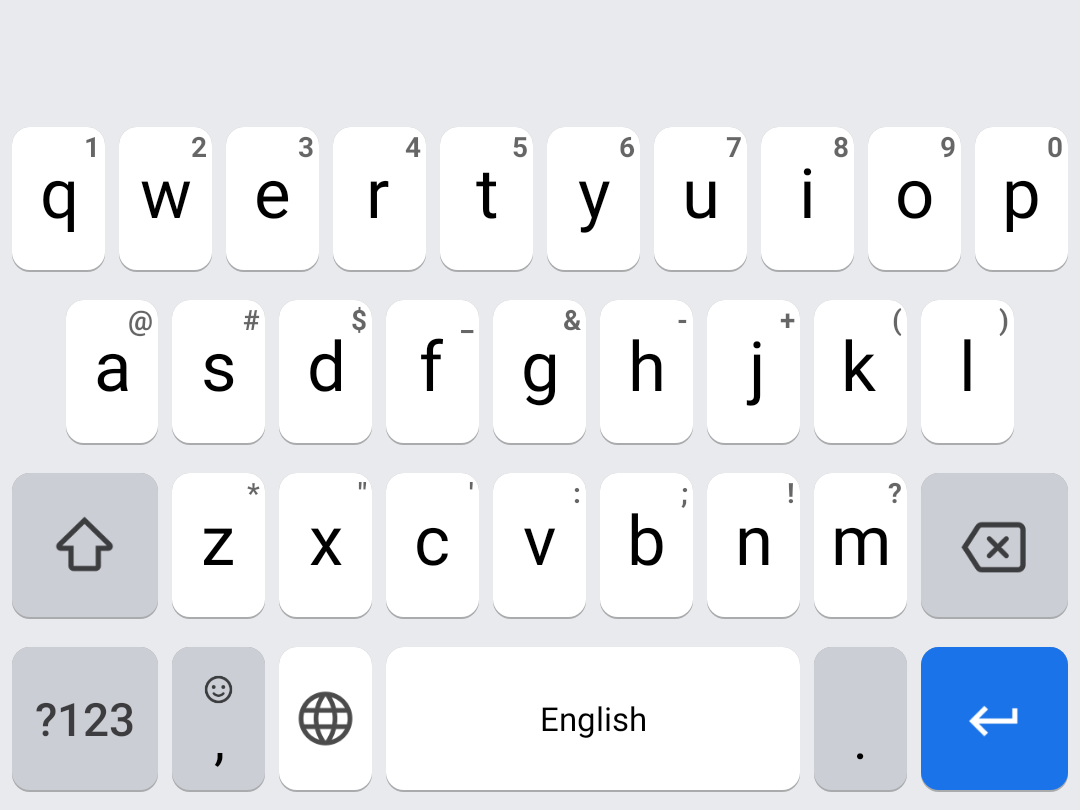 1 2 3 4 5 6 7 8 9 0
q w e r t y u i o p
@ # $ _ & - + ( )
a s d f g h j k l
* " ' : ; ! ?
z x c v b n m
?123 , English .